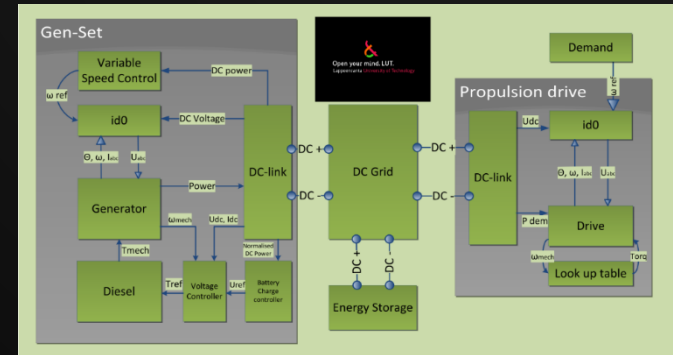 Gen-Set
Variable
Speed Control
DC power
ω ref
id0
DC Voltage
Θ, ω, Iabc
Uabc
Generator
Power
DC-link
ωmech
Udc, Idc
Normalised
DC Power
Tmech
Diesel
Tref
Voltage
Controller
Uref
Battery
Charge
controller
Open your mind. LUT.
Lappeenranta University of Technology
DC +
DC -
DC Grid
DC +
DC -
DC +
DC -
Energy Storage
Demand
ω ref
Propulsion drive
Udc
id0
DC-link
Θ, ω, Iabc
Uabc
P dem
Drive
ωmech
Torq
Look up table